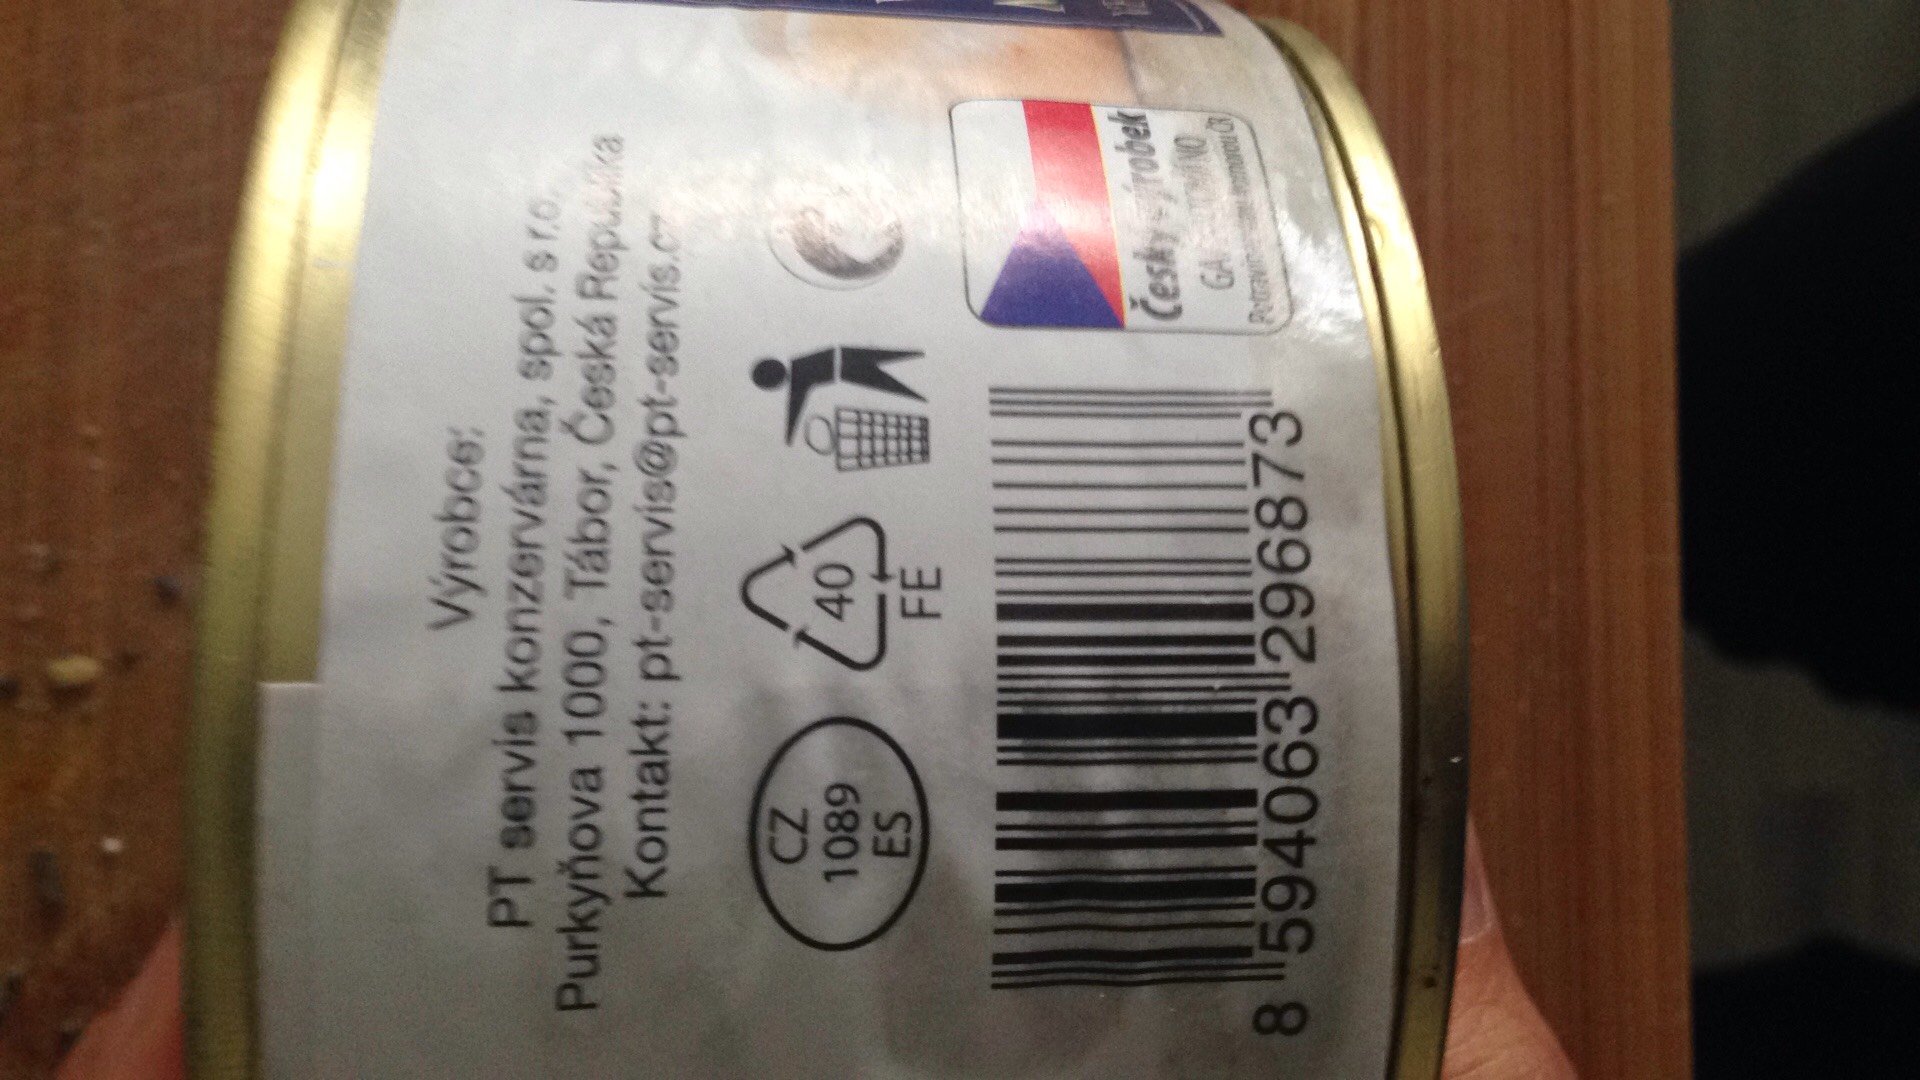 Výrobce:
PT servis konzervárna, spol. s r.o.
Purkyňova 1000, Tábor, Česká Republika
Kontakt: pt-servis@pt-servis.cz
CZ
1089
ES
40
FE
Český výrobek
8 594063 296873